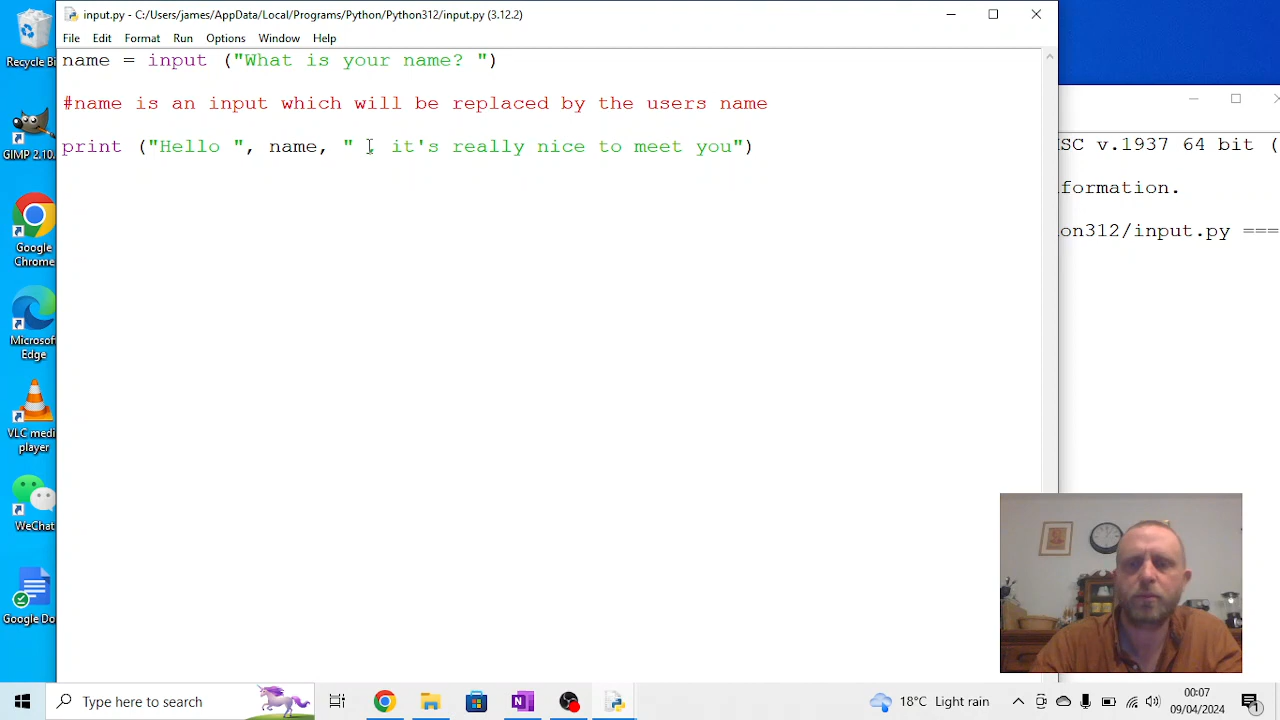 input.py - C:/Users/james/AppData/Local/Programs/Python/Python312/input.py (3.12.2)
File Edit Format Run Options Window Help
name = input ("What is your name? ")
#name is an input which will be replaced by the users name
print ("Hello ", name, " , it's really nice to meet you")
SC v.1937 64 bit (
formation.
on312/input.py ===
Recycle Bi
GIMP 2.10.
Google
Chrome
Microsof
Edge
VLC medi
player
WeChat
Google Do
Type here to search
18°C Light rain
00:07
09/04/2024
1